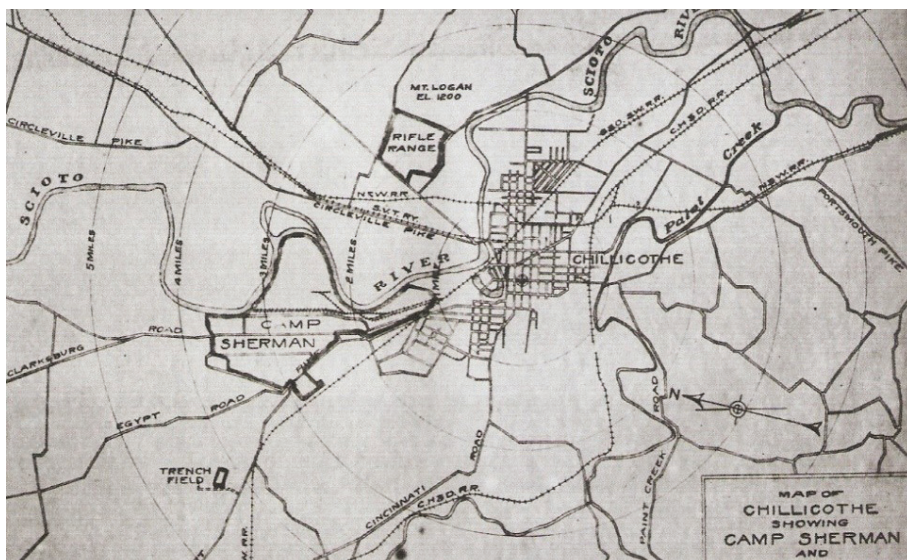 SCIOTO
RIVER
MT. LOGAN
EL. 1200
RIFLE
RANGE
CIRCLEVILLE PIKE
B&O. S.W. R.R.
C.H.&D. R.R.
Creek
N.&W. R.R.
Paint
PORTSMOUTH PIKE
SCIOTO
N.&W. R.R.
S.V.T. RY.
CIRCLEVILLE PIKE
5 MILES
4 MILES
3 MILES
2 MILES
1 MILE
RIVER
CHILLICOTHE
CAMP
SHERMAN
ROAD
CLARKSBURG
EGYPT ROAD
N
ROAD
PAINT CREEK
TRENCH
FIELD
CINCINNATI
ROAD
C.H.&D. R.R.
R.R.
MAP OF
CHILLICOTHE
SHOWING
CAMP SHERMAN
AND